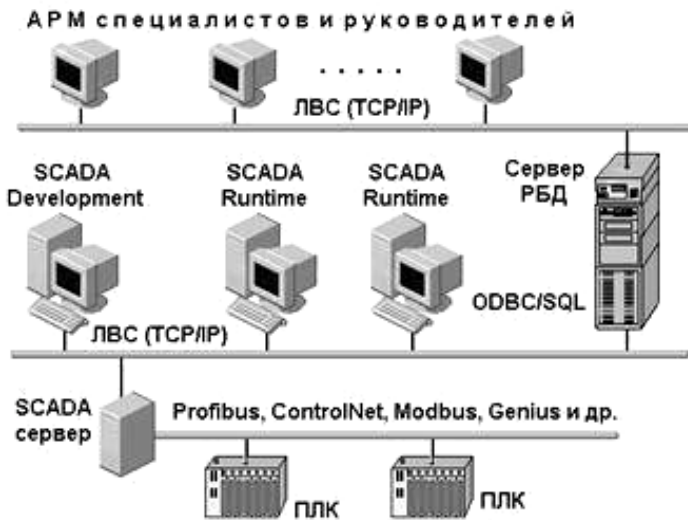 АРМ специалистов и руководителей
. . . . .
ЛВС (TCP/IP)
SCADA
Development
SCADA
Runtime
SCADA
Runtime
Сервер
РБД
ODBC/SQL
ЛВС (TCP/IP)
SCADA
сервер
Profibus, ControlNet, Modbus, Genius и др.
ПЛК
ПЛК